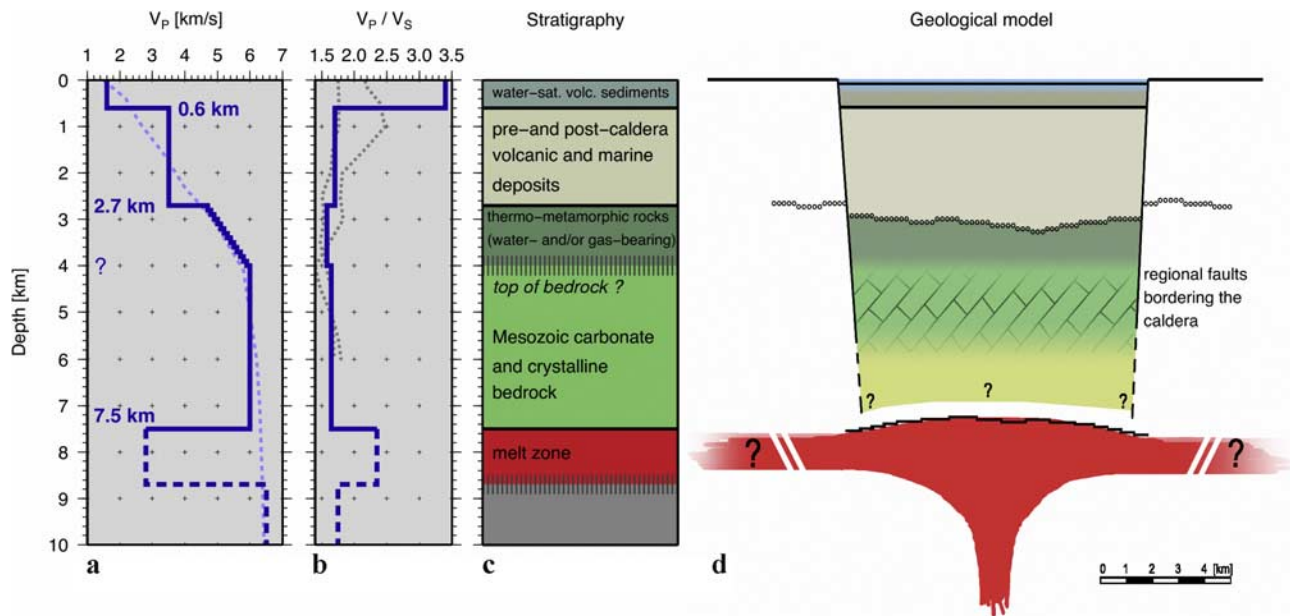 V_P [km/s]
V_P / V_S
Stratigraphy
Geological model
1 2 3 4 5 6 7
1.5 2.0 2.5 3.0 3.5
0
1
2
3
4
5
6
7
8
9
10
Depth [km]
0.6 km
2.7 km
?
7.5 km
water−sat. volc. sediments
pre−and post−caldera
volcanic and marine
deposits
thermo−metamorphic rocks
(water− and/or gas−bearing)
top of bedrock ?
Mesozoic carbonate
and crystalline
bedrock
melt zone
regional faults
bordering the
caldera
? ? ?
? ?
0 1 2 3 4 [km]
a b c d